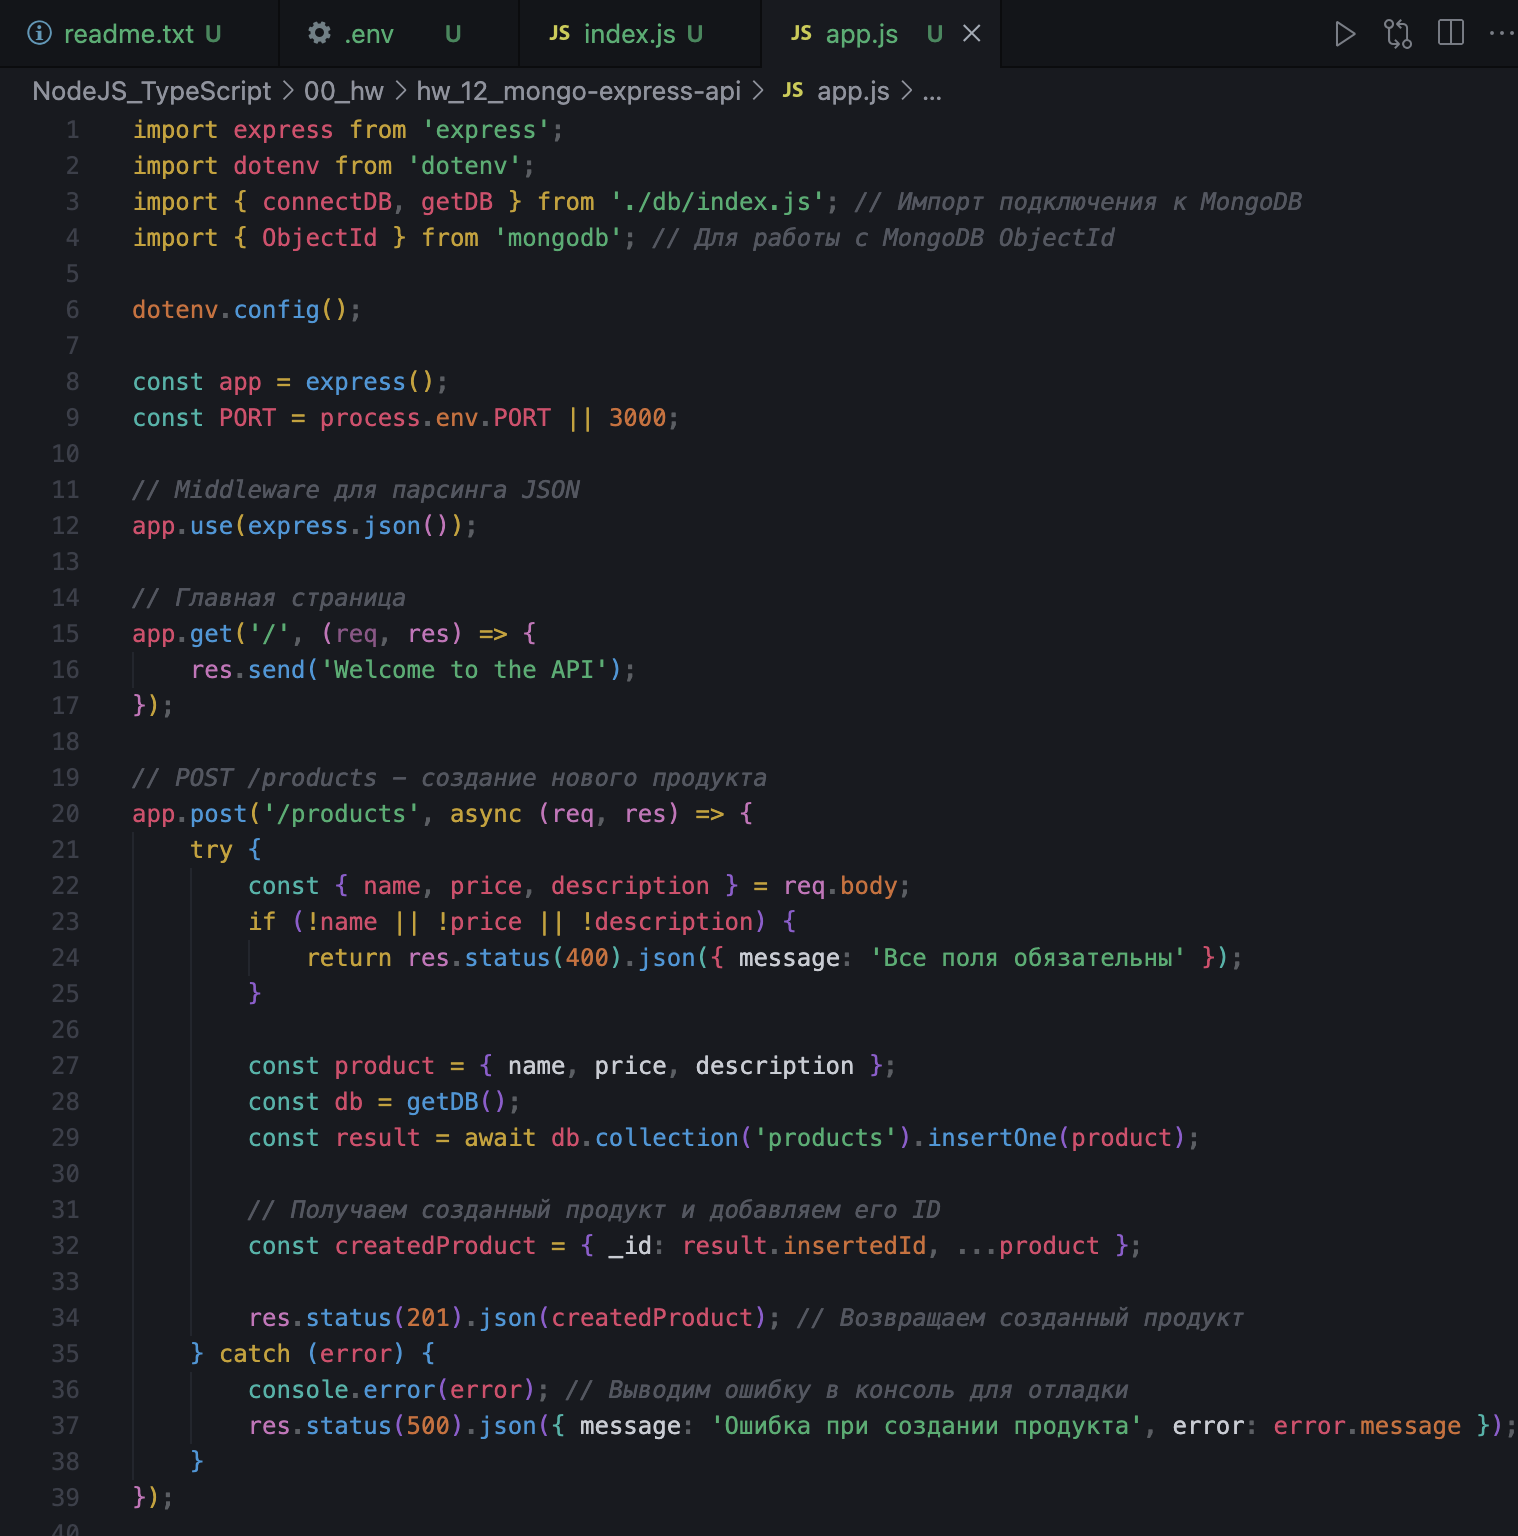 readme.txt U .env U JS index.js U JS app.js U
NodeJS_TypeScript > 00_hw > hw_12_mongo-express-api > JS app.js > ...
1 import express from 'express';
2 import dotenv from 'dotenv';
3 import { connectDB, getDB } from './db/index.js'; // Импорт подключения к MongoDB
4 import { ObjectId } from 'mongodb'; // Для работы с MongoDB ObjectId
5
6 dotenv.config();
7
8 const app = express();
9 const PORT = process.env.PORT || 3000;
10
11 // Middleware для парсинга JSON
12 app.use(express.json());
13
14 // Главная страница
15 app.get('/', (req, res) => {
16     res.send('Welcome to the API');
17 });
18
19 // POST /products – создание нового продукта
20 app.post('/products', async (req, res) => {
21     try {
22         const { name, price, description } = req.body;
23         if (!name || !price || !description) {
24             return res.status(400).json({ message: 'Все поля обязательны' });
25         }
26
27         const product = { name, price, description };
28         const db = getDB();
29         const result = await db.collection('products').insertOne(product);
30
31         // Получаем созданный продукт и добавляем его ID
32         const createdProduct = { _id: result.insertedId, ...product };
33
34         res.status(201).json(createdProduct); // Возвращаем созданный продукт
35     } catch (error) {
36         console.error(error); // Выводим ошибку в консоль для отладки
37         res.status(500).json({ message: 'Ошибка при создании продукта', error: error.message });
38     }
39 });
40